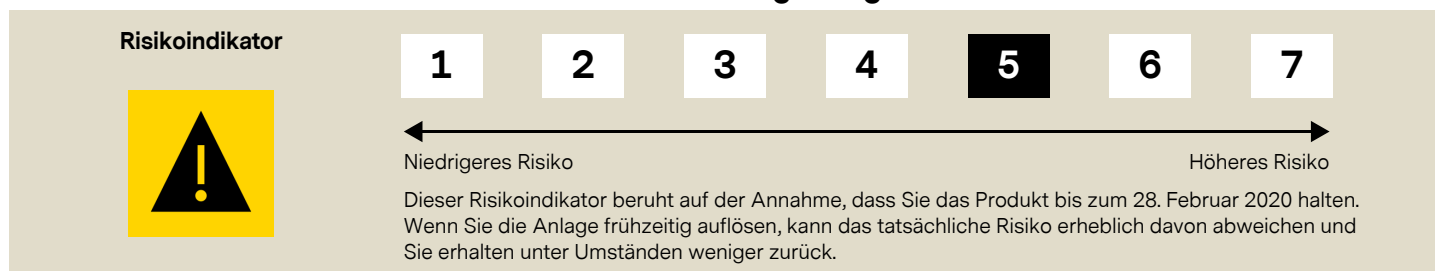 Risikoindikator
1 2 3 4 5 6 7
Niedrigeres Risiko Höheres Risiko
Dieser Risikoindikator beruht auf der Annahme, dass Sie das Produkt bis zum 28. Februar 2020 halten.
Wenn Sie die Anlage frühzeitig auflösen, kann das tatsächliche Risiko erheblich davon abweichen und
Sie erhalten unter Umständen weniger zurück.